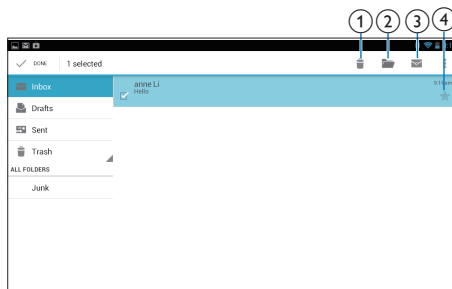 1 2 3 4
DONE 1 selected
Inbox
anne Li
Hello
Drafts
Sent
Trash
ALL FOLDERS
Junk